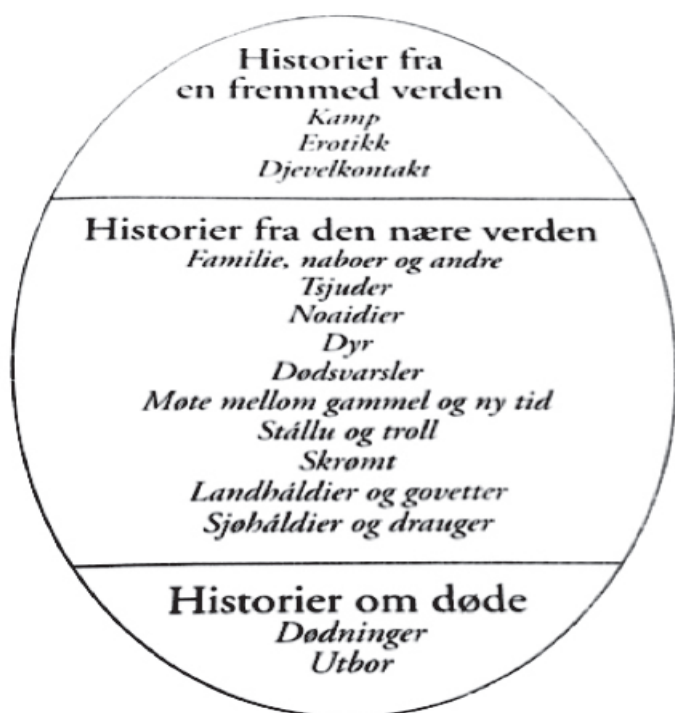 Historier fra
en fremmed verden
Kamp
Erotikk
Djevelkontakt
Historier fra den nære verden
Familie, naboer og andre
Tsjuder
Noaidier
Dyr
Dødsvarsler
Møte mellom gammel og ny tid
Stállu og troll
Skrømt
Landháldier og govetter
Sjøháldier og drauger
Historier om døde
Dødninger
Utbor